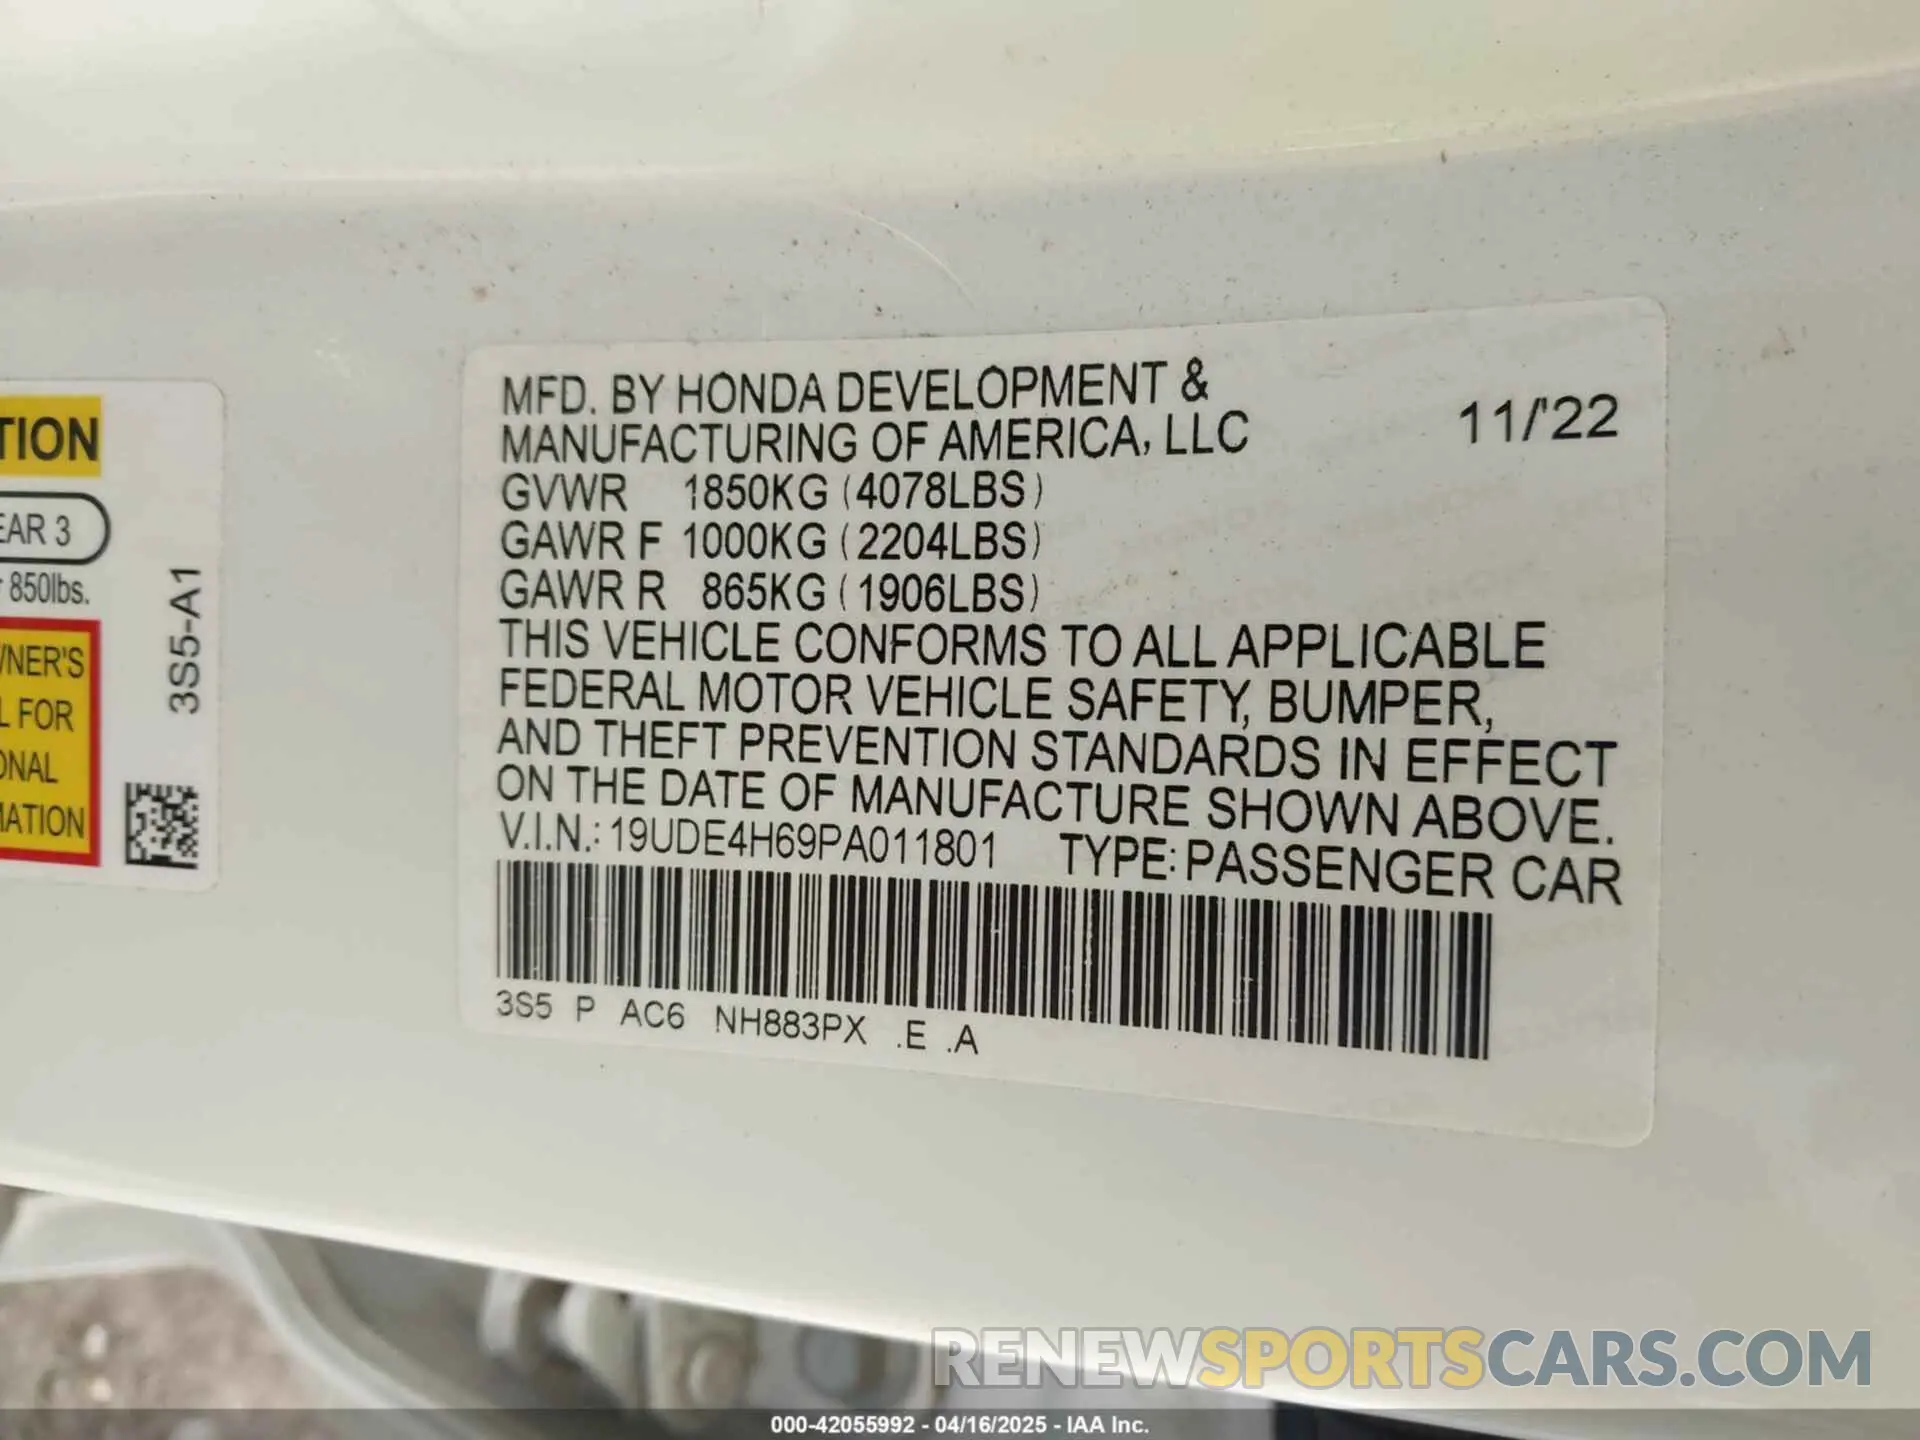 TION
EAR 3
850lbs.
WNER'S
L FOR
ONAL
MATION
3S5-A1
MFD. BY HONDA DEVELOPMENT &
MANUFACTURING OF AMERICA, LLC
11/'22
GVWR 1850KG (4078LBS)
GAWR F 1000KG (2204LBS)
GAWR R 865KG (1906LBS)
THIS VEHICLE CONFORMS TO ALL APPLICABLE
FEDERAL MOTOR VEHICLE SAFETY, BUMPER,
AND THEFT PREVENTION STANDARDS IN EFFECT
ON THE DATE OF MANUFACTURE SHOWN ABOVE.
V.I.N.: 19UDE4H69PA011801 TYPE: PASSENGER CAR
3S5 P AC6 NH883PX .E .A
RENEWSPORTSCARS.COM
000-42055992 - 04/16/2025 - IAA Inc.